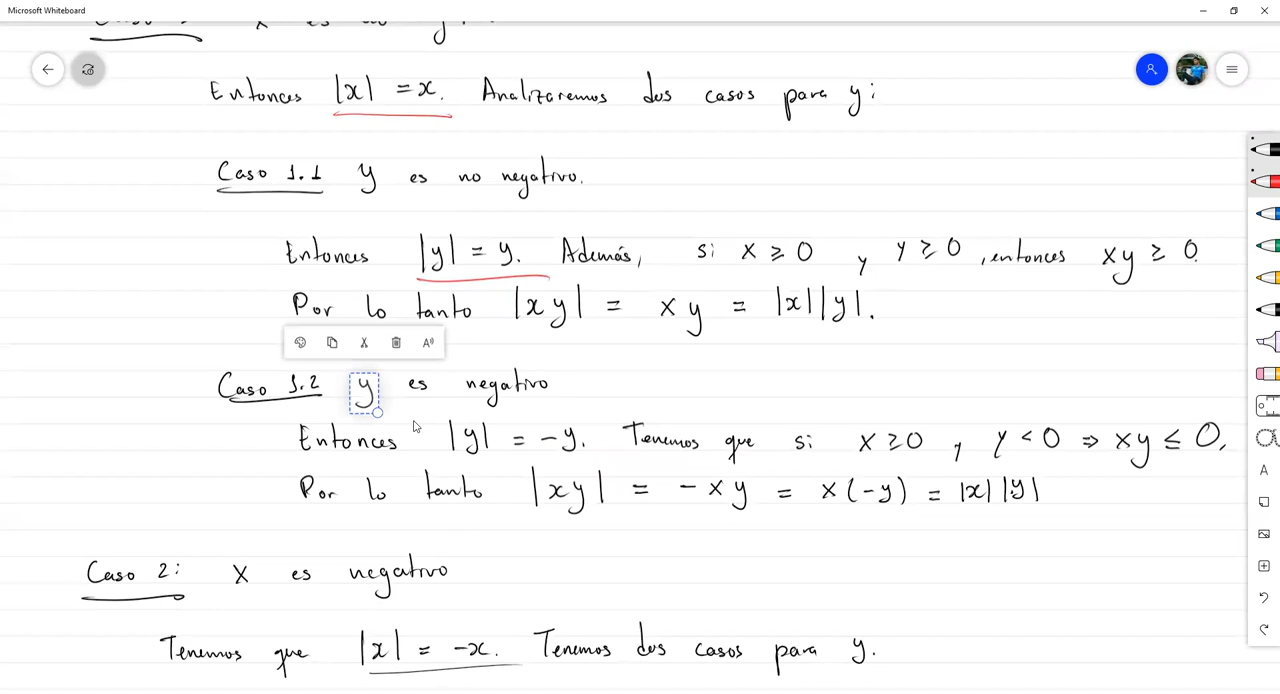 Microsoft Whiteboard
Entonces |x| = x. Analizaremos dos casos para y:
Caso 1.1 y es no negativo.
Entonces |y| = y. Además, si x ≥ 0 y y ≥ 0, entonces xy ≥ 0.
Por lo tanto |xy| = xy = |x||y|.
Caso 1.2 y es negativo
Entonces |y| = -y. Tenemos que si x ≥ 0 y y < 0 ⇒ xy ≤ 0,
Por lo tanto |xy| = -xy = x(-y) = |x||y|
Caso 2: x es negativo
Tenemos que |x| = -x. Tenemos dos casos para y.